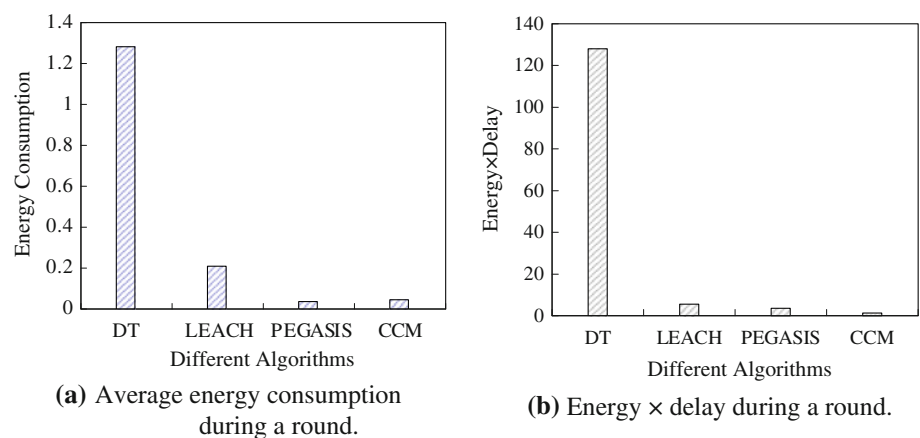 1.4
1.2
1
0.8
0.6
0.4
0.2
0
Energy Consumption
DT LEACH PEGASIS CCM
Different Algorithms
(a) Average energy consumption
during a round.
140
120
100
80
60
40
20
0
Energy×Delay
DT LEACH PEGASIS CCM
Different Algorithms
(b) Energy × delay during a round.